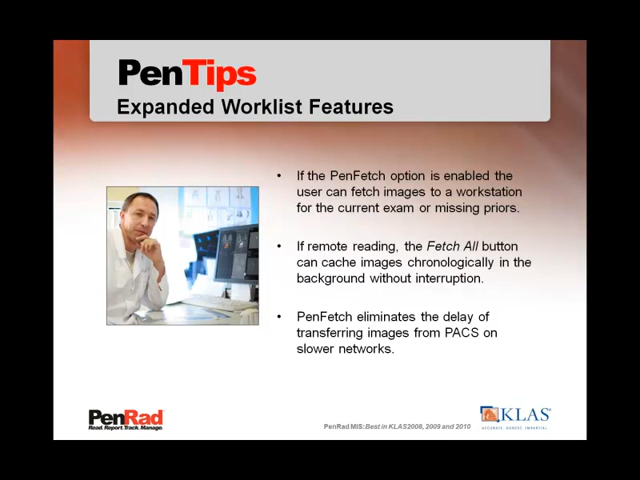 PenTips
Expanded Worklist Features
• If the PenFetch option is enabled the
user can fetch images to a workstation
for the current exam or missing priors.
• If remote reading, the Fetch All button
can cache images chronologically in the
background without interruption.
• PenFetch eliminates the delay of
transferring images from PACS on
slower networks.
PenRad
Read.Report.Track.Manage.
PenRad MIS:Best in KLAS2008, 2009 and 2010
KLAS
ACCURATE, HONEST, IMPARTIAL